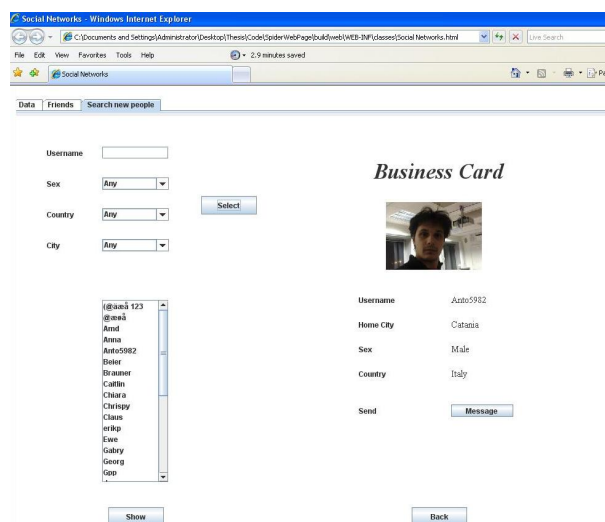 Social Networks - Windows Internet Explorer
C:\Documents and Settings\Administrator\Desktop\Thesis\Code\SpiderWebPage\build\web\WEB-INF\classes\Social Networks.html
Live Search
File Edit View Favorites Tools Help
2.9 minutes saved
Social Networks
Data Friends Search new people
Username
Sex Any
Country Any
City Any
Select
(@äæå 123
Arnd
Anna
Anto5982
Beier
Brauner
Caitlin
Chiara
Chrispy
Claus
erikp
Ewe
Gabry
Georg
Gpp
Show
Business Card
Username Anto5982
Home City Catania
Sex Male
Country Italy
Send Message
Back